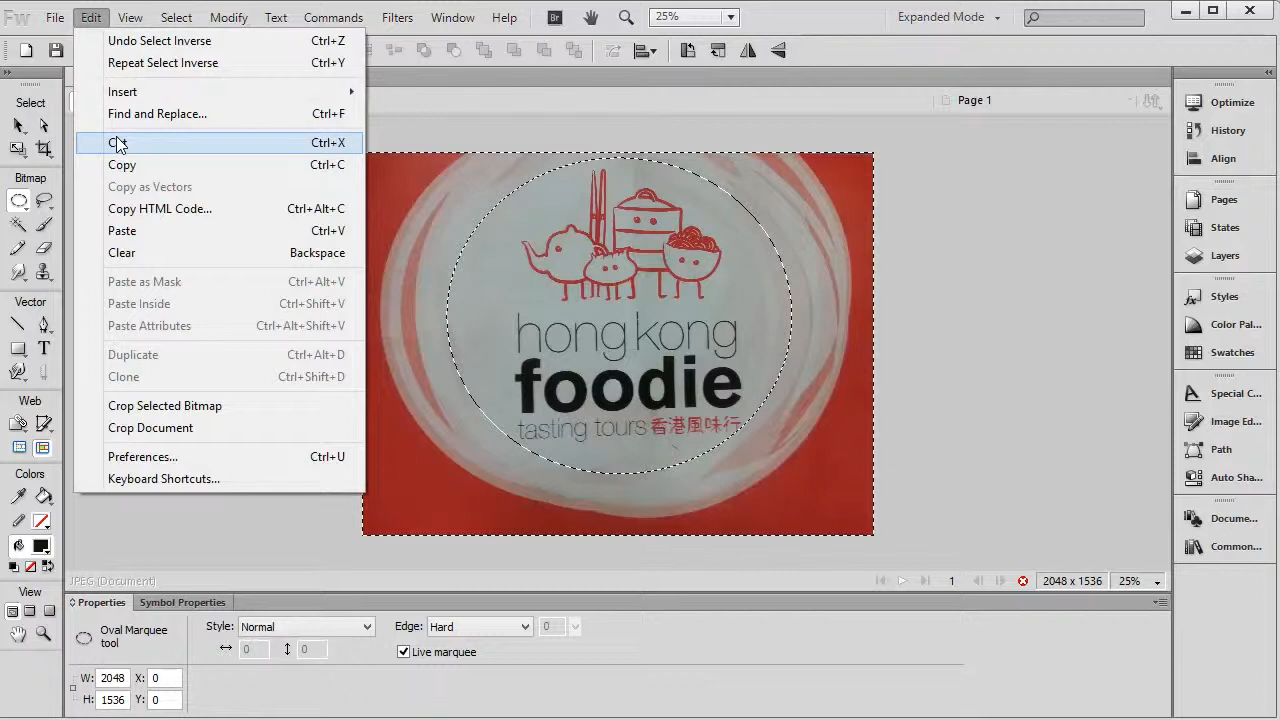 Fw File Edit View Select Modify Text Commands Filters Window Help Br 25% Expanded Mode
Undo Select Inverse Ctrl+Z
Repeat Select Inverse Ctrl+Y
Insert
Find and Replace... Ctrl+F
Cut Ctrl+X
Copy Ctrl+C
Copy as Vectors
Copy HTML Code... Ctrl+Alt+C
Paste Ctrl+V
Clear Backspace
Paste as Mask Ctrl+Alt+V
Paste Inside Ctrl+Shift+V
Paste Attributes Ctrl+Alt+Shift+V
Duplicate Ctrl+Alt+D
Clone Ctrl+Shift+D
Crop Selected Bitmap
Crop Document
Preferences... Ctrl+U
Keyboard Shortcuts...
Select
Bitmap
Vector
T
Web
Colors
View
Page 1
hong kong
foodie
tasting tours 香港風味行
JPEG (Document)
1 2048 x 1536 25%
Optimize
History
Align
Pages
States
Layers
Styles
Color Pal...
Swatches
Special C...
Image Ed...
Path
Auto Sha...
Docume...
Common...
Properties Symbol Properties
Oval Marquee
tool
Style: Normal Edge: Hard 0
0 0 Live marquee
W: 2048 X: 0
H: 1536 Y: 0